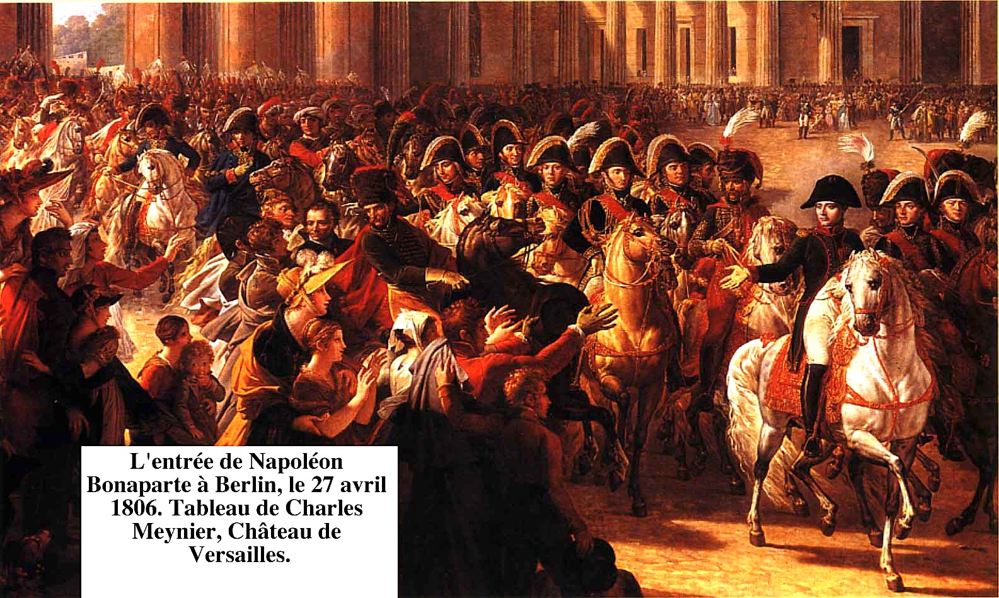 L'entrée de Napoléon
Bonaparte à Berlin, le 27 avril
1806. Tableau de Charles
Meynier, Château de
Versailles.